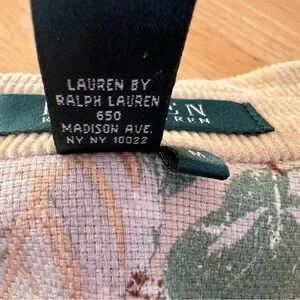 LAUREN BY
RALPH LAUREN
650
MADISON AVE.
NY NY 10022